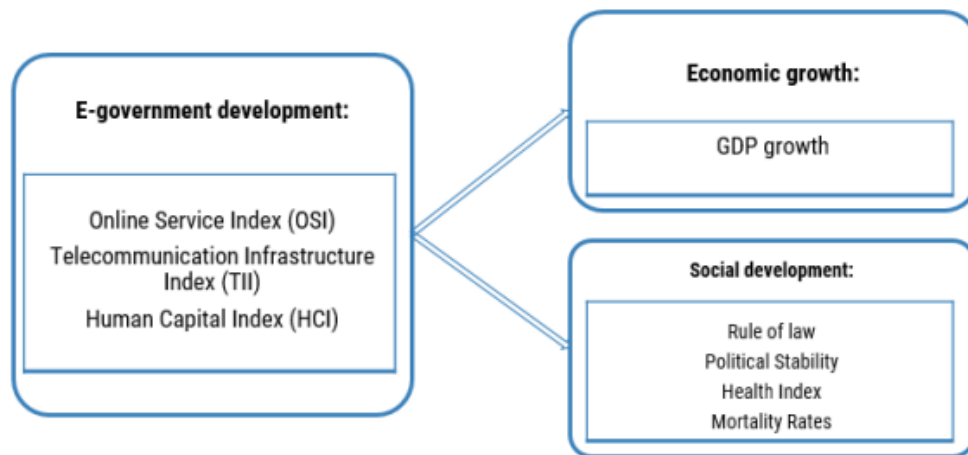 E-government development:
Online Service Index (OSI)
Telecommunication Infrastructure
Index (TII)
Human Capital Index (HCI)
Economic growth:
GDP growth
Social development:
Rule of law
Political Stability
Health Index
Mortality Rates